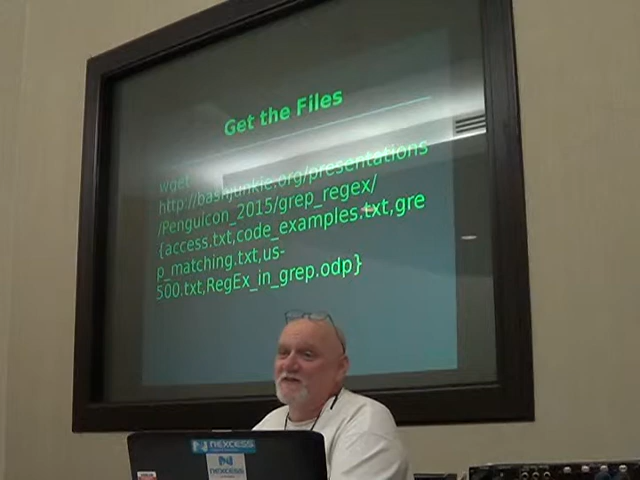 Get the Files
wget
http://bashjunkie.org/presentations
/Penguicon_2015/grep_regex/
{access.txt,code_examples.txt,gre
p_matching.txt,us-
500.txt,RegEx_in_grep.odp}
NEXCESS
NEXCESS